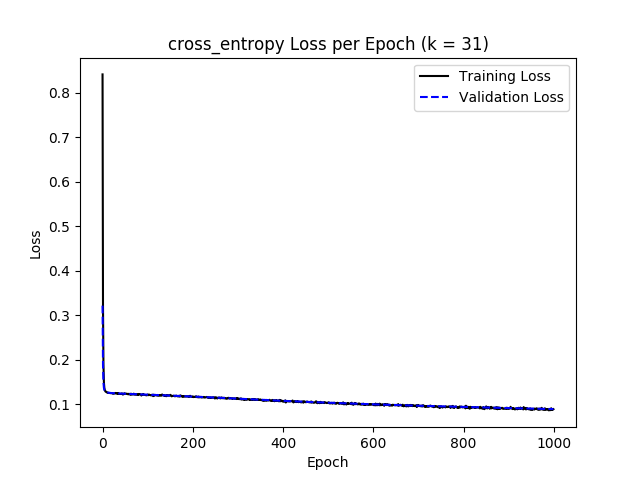 cross_entropy Loss per Epoch (k = 31)
Training Loss
Validation Loss
0.8
0.7
0.6
0.5
0.4
0.3
0.2
0.1
Loss
0 200 400 600 800 1000
Epoch